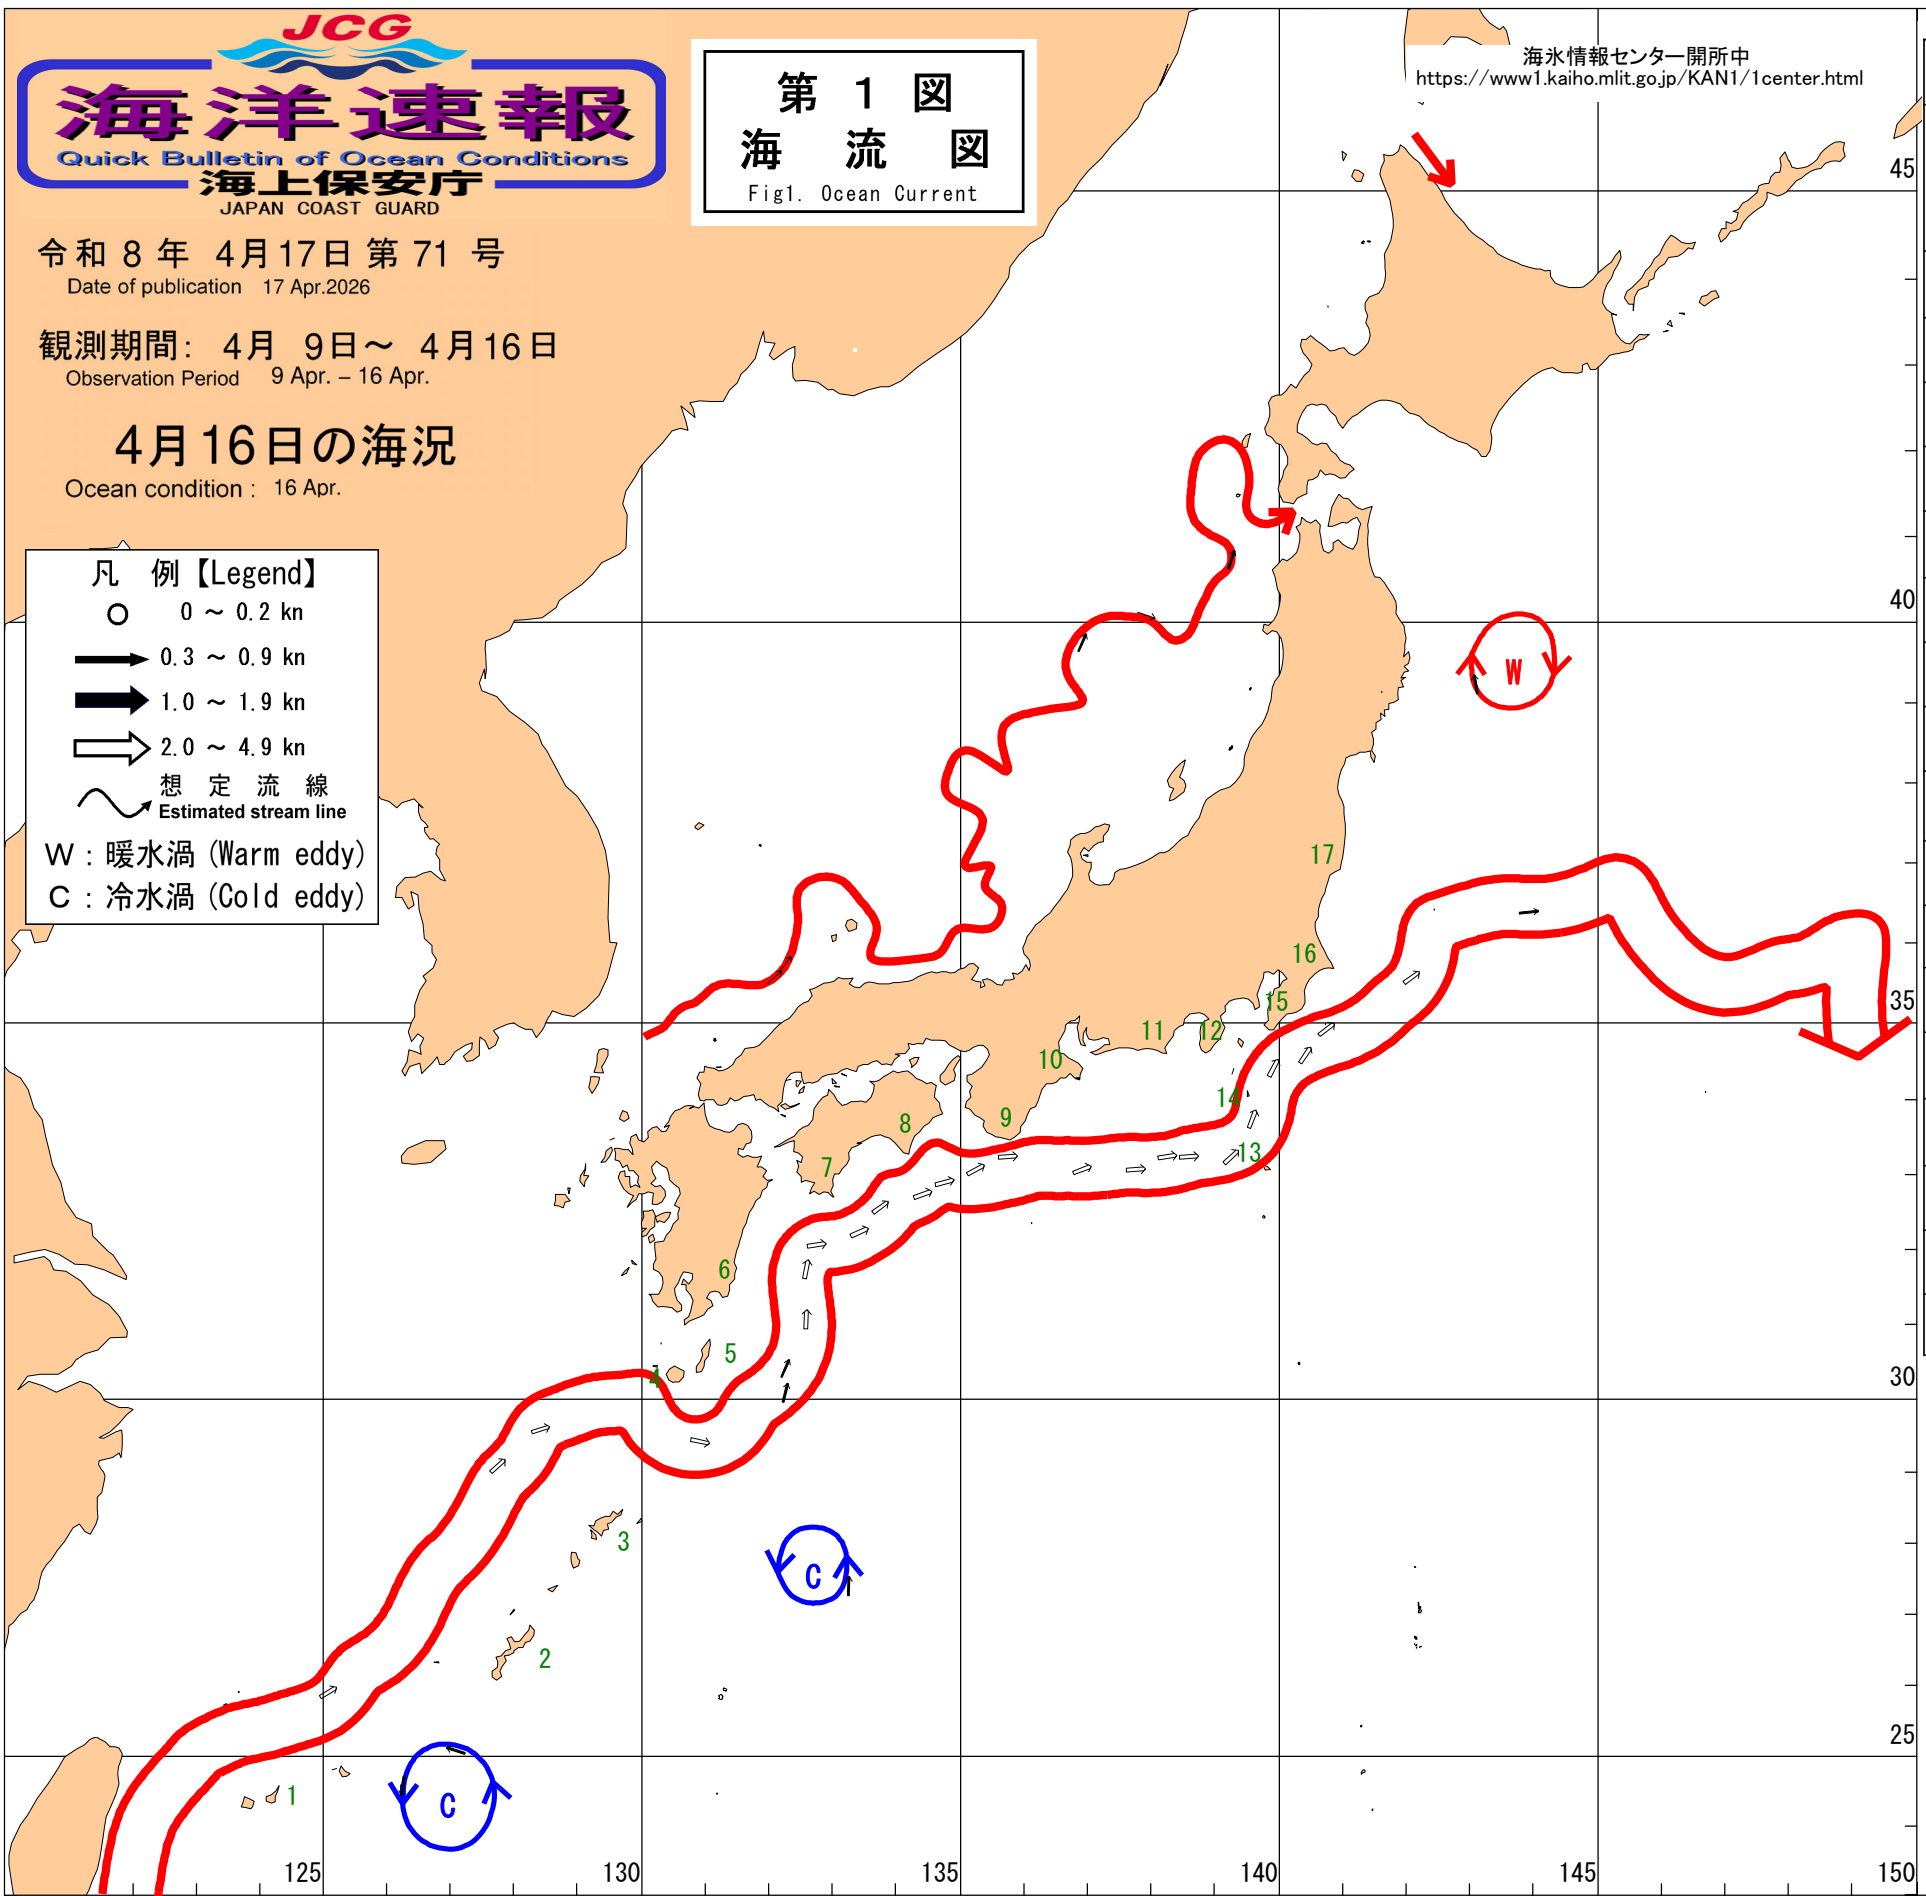 JCG
海洋速報
Quick Bulletin of Ocean Conditions
海上保安庁
JAPAN COAST GUARD
令和 8 年 4月17日 第 71 号
Date of publication 17 Apr.2026
観測期間: 4月 9日～ 4月16日
Observation Period 9 Apr. – 16 Apr.
4月16日の海況
Ocean condition : 16 Apr.
第 1 図
海 流 図
Fig1. Ocean Current
海氷情報センター開所中
https://www1.kaiho.mlit.go.jp/KAN1/1center.html
凡 例【Legend】
0 ～ 0.2 kn
0.3 ～ 0.9 kn
1.0 ～ 1.9 kn
2.0 ～ 4.9 kn
想 定 流 線
Estimated stream line
W : 暖水渦 (Warm eddy)
C : 冷水渦 (Cold eddy)
45
40
W
17
16
15
35
11
12
10
14
9
8
13
7
6
5
4
30
3
C
2
25
1
C
125
130
135
140
145
150